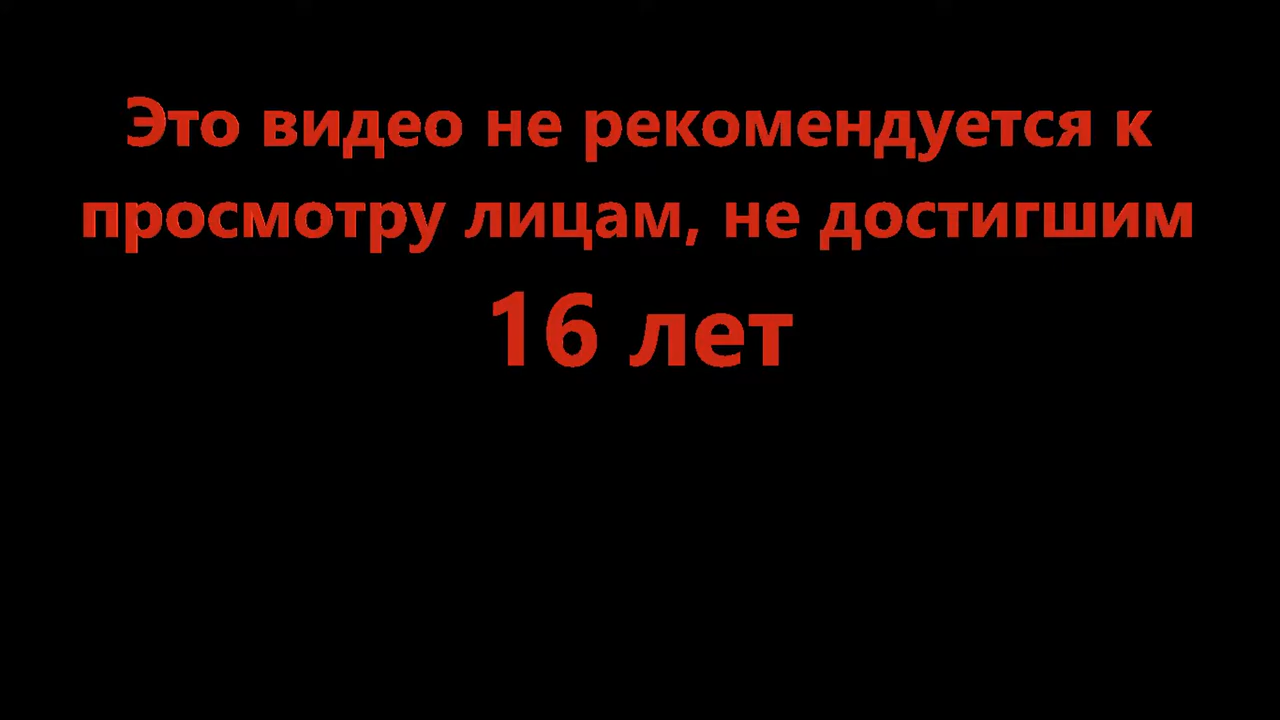 Это видео не рекомендуется к
просмотру лицам, не достигшим
16 лет